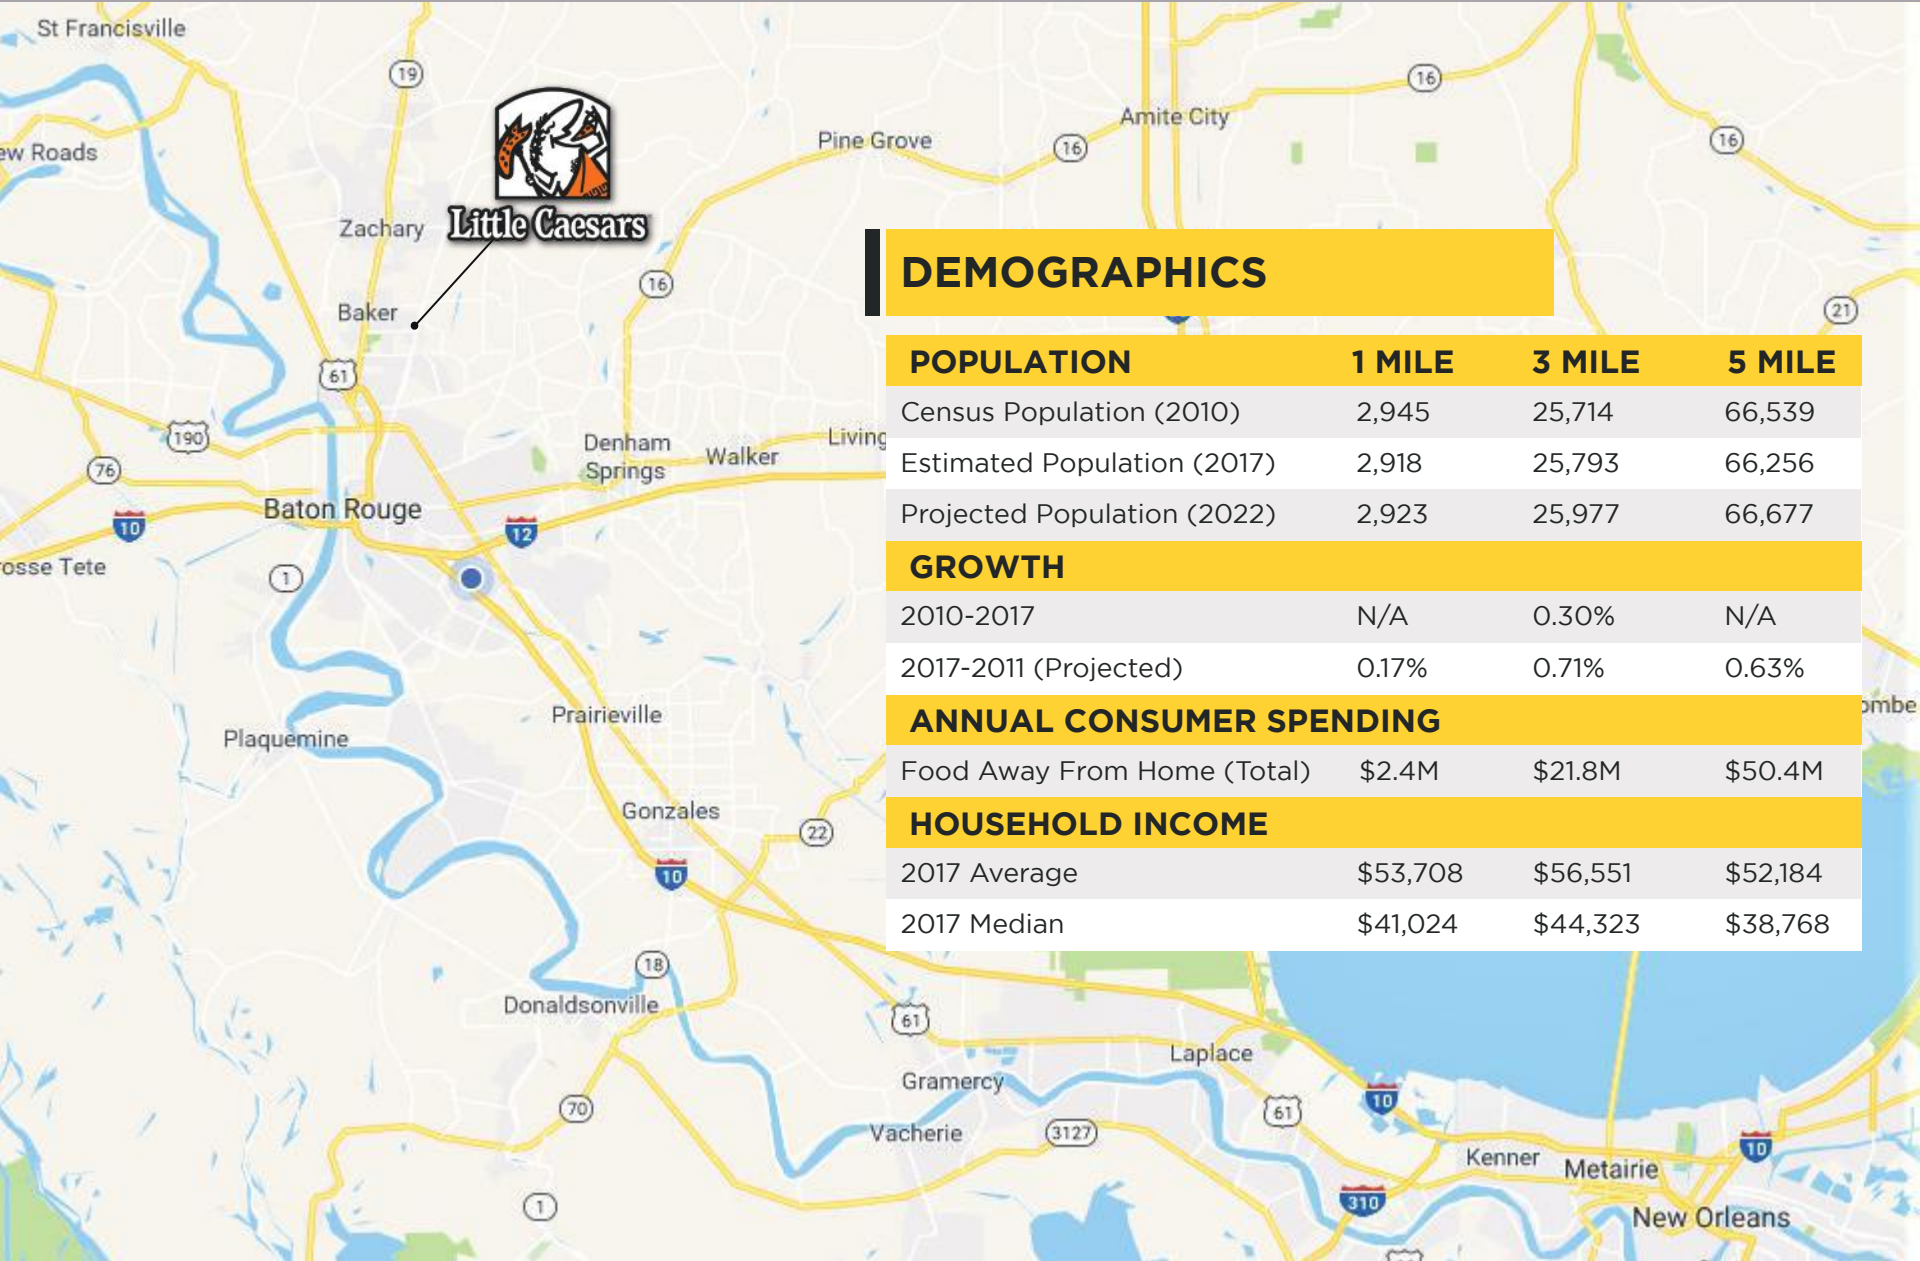 St Francisville
19
16
Amite City
16
16
Pine Grove
ew Roads
Zachary
Little Caesars
16
Baker
21
61
190
76
Denham
Springs
Walker
Living
Baton Rouge
10
12
osse Tete
1
Prairieville
Plaquemine
Gonzales
22
10
18
Donaldsonville
61
Laplace
Gramercy
70
Vacherie
3127
61
10
Kenner
Metairie
10
310
1
New Orleans
ombe
DEMOGRAPHICS
POPULATION 1 MILE 3 MILE 5 MILE
Census Population (2010) 2,945 25,714 66,539
Estimated Population (2017) 2,918 25,793 66,256
Projected Population (2022) 2,923 25,977 66,677
GROWTH
2010-2017 N/A 0.30% N/A
2017-2011 (Projected) 0.17% 0.71% 0.63%
ANNUAL CONSUMER SPENDING
Food Away From Home (Total) $2.4M $21.8M $50.4M
HOUSEHOLD INCOME
2017 Average $53,708 $56,551 $52,184
2017 Median $41,024 $44,323 $38,768